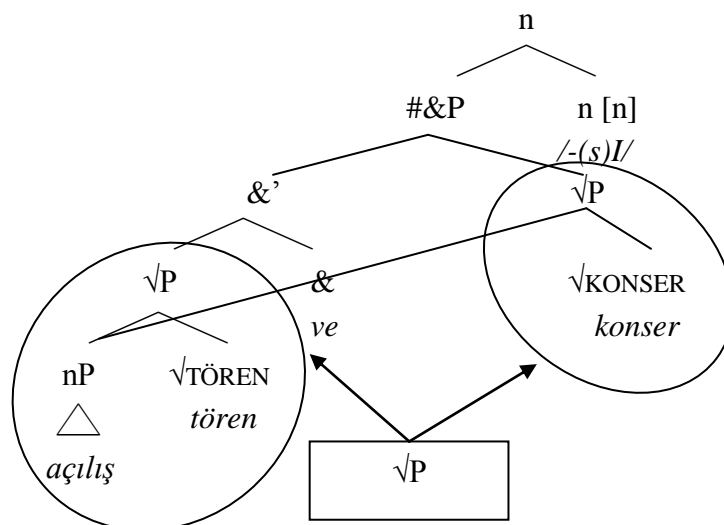 n
#&P n [n]
/-(s)I/
&’ √P
√P & √KONSER
ve konser
nP √TÖREN
açılış tören
√P